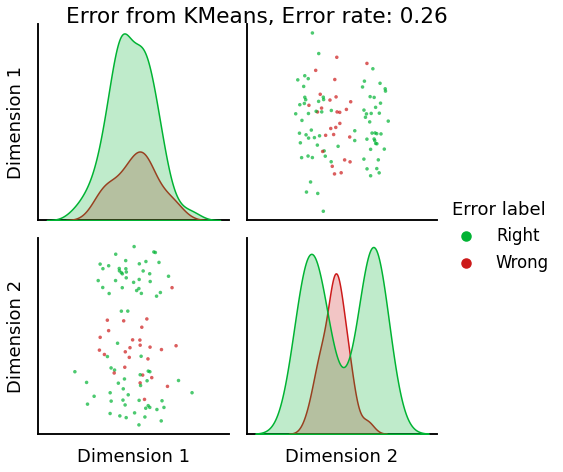 Error from KMeans, Error rate: 0.26
Dimension 1
Error label
Right
Wrong
Dimension 2
Dimension 1
Dimension 2